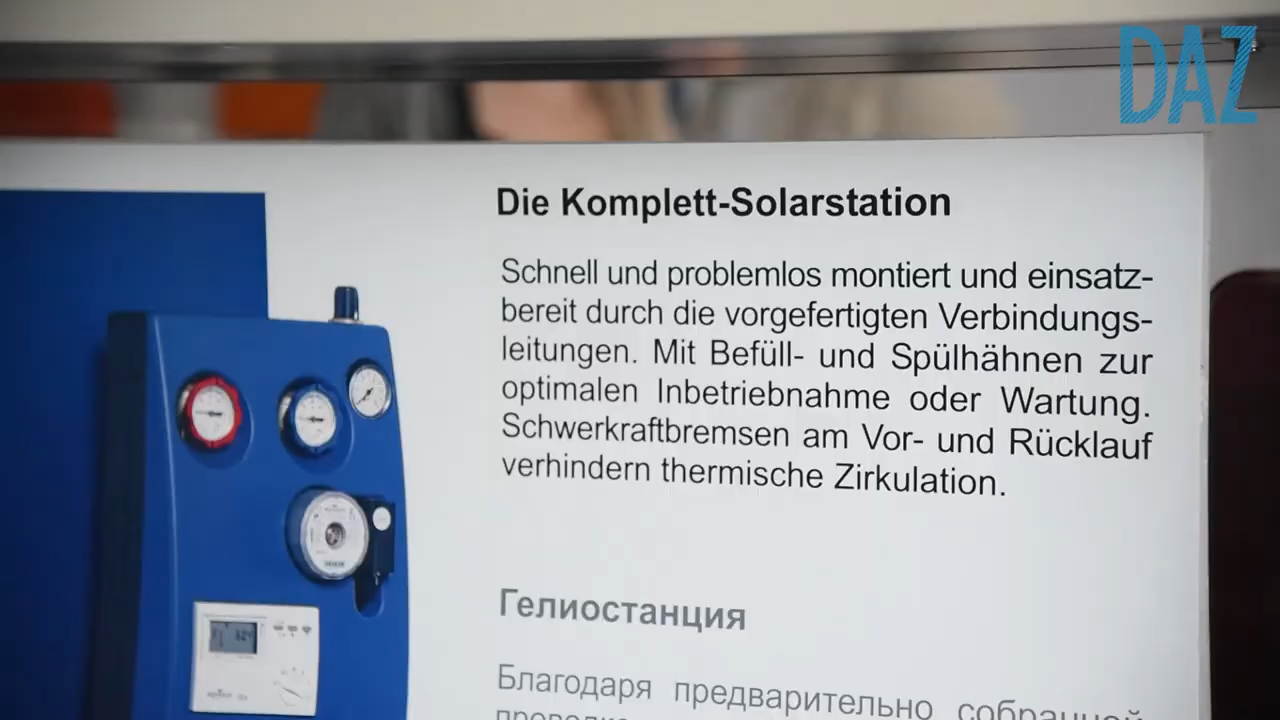 DAZ
Die Komplett-Solarstation
Schnell und problemlos montiert und einsatz-
bereit durch die vorgefertigten Verbindungs-
leitungen. Mit Befüll- und Spülhähnen zur
optimalen Inbetriebnahme oder Wartung.
Schwerkraftbremsen am Vor- und Rücklauf
verhindern thermische Zirkulation.
Гелиостанция
Благодаря предварительно собранной